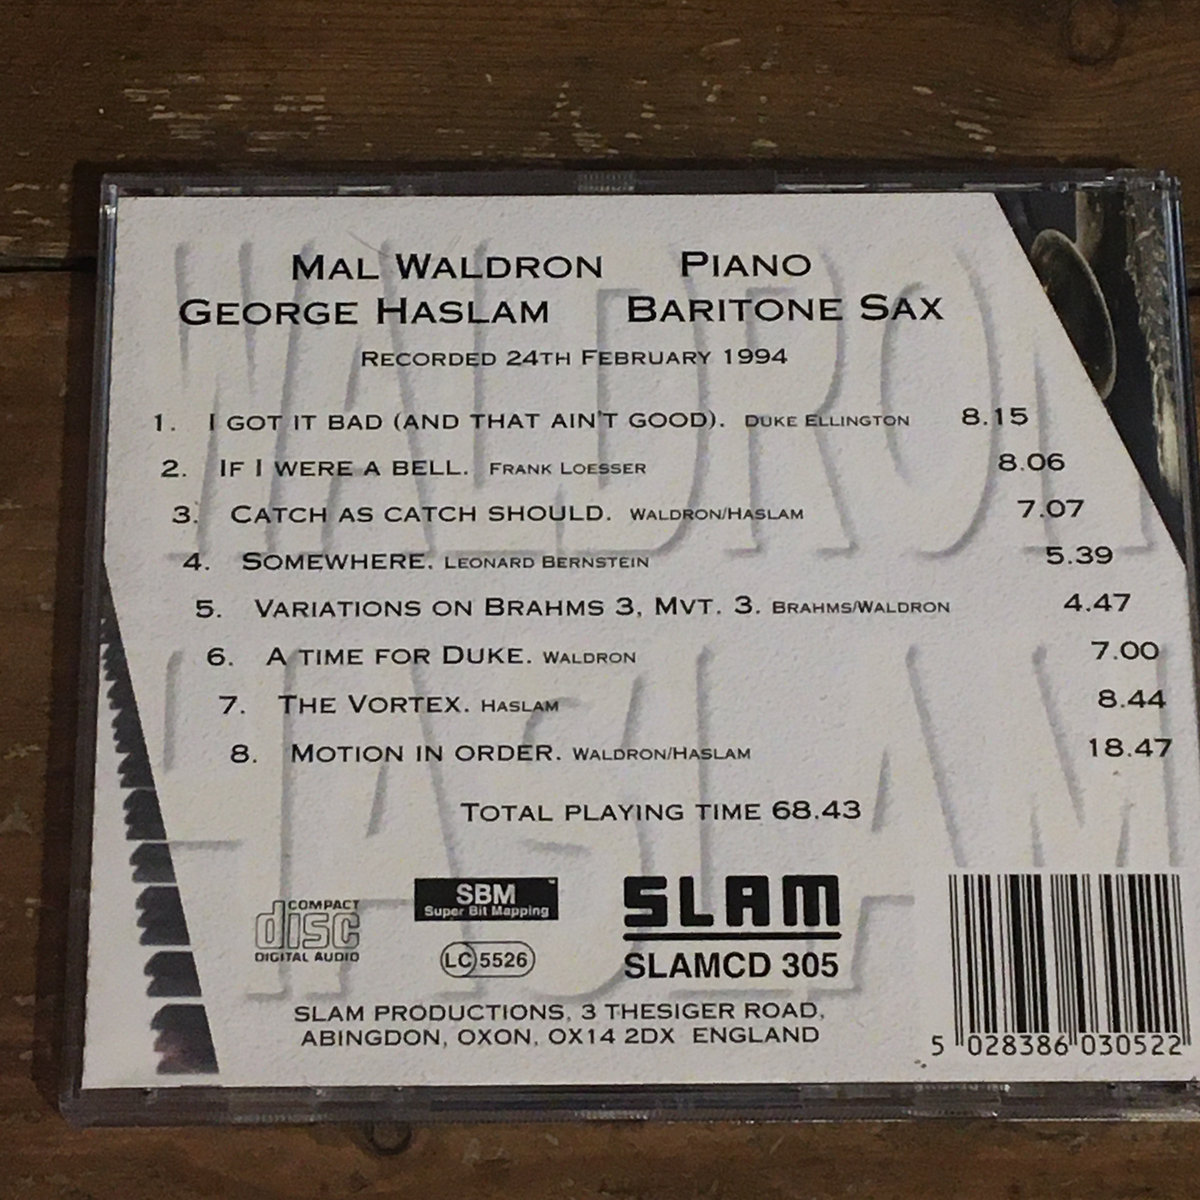 MAL WALDRON PIANO
GEORGE HASLAM BARITONE SAX
RECORDED 24TH FEBRUARY 1994
1. I GOT IT BAD (AND THAT AIN'T GOOD). DUKE ELLINGTON 8.15
2. IF I WERE A BELL. FRANK LOESSER 8.06
3. CATCH AS CATCH SHOULD. WALDRON/HASLAM 7.07
4. SOMEWHERE. LEONARD BERNSTEIN 5.39
5. VARIATIONS ON BRAHMS 3, MVT. 3. BRAHMS/WALDRON 4.47
6. A TIME FOR DUKE. WALDRON 7.00
7. THE VORTEX. HASLAM 8.44
8. MOTION IN ORDER. WALDRON/HASLAM 18.47
TOTAL PLAYING TIME 68.43
WALDRON
HASLAM
COMPACT
disc
DIGITAL AUDIO
SBM™
Super Bit Mapping
LC 5526
SLAM
SLAMCD 305
SLAM PRODUCTIONS, 3 THESIGER ROAD,
ABINGDON, OXON, OX14 2DX ENGLAND
5 028386 030522